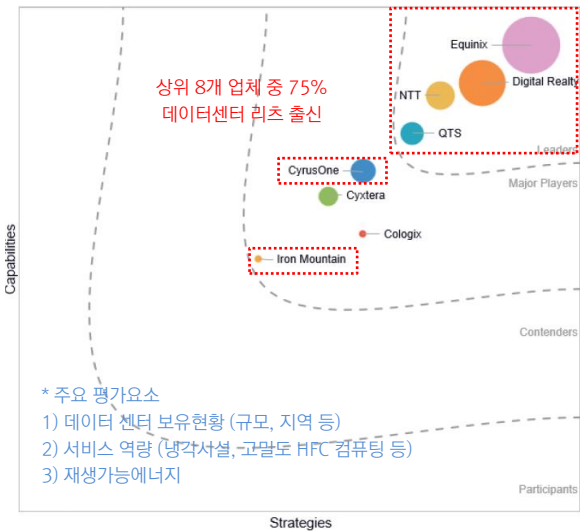 Equinix
상위 8개 업체 중 75%
데이터센터 리츠 출신
Digital Realty
NTT
QTS
Leaders
CyrusOne
Major Players
Cyxtera
Cologix
Iron Mountain
Capabilities
Contenders
* 주요 평가요소
1) 데이터 센터 보유현황 (규모, 지역 등)
2) 서비스 역량 (냉각시설, 고밀도 HFC 컴퓨팅 등)
3) 재생가능에너지
Participants
Strategies